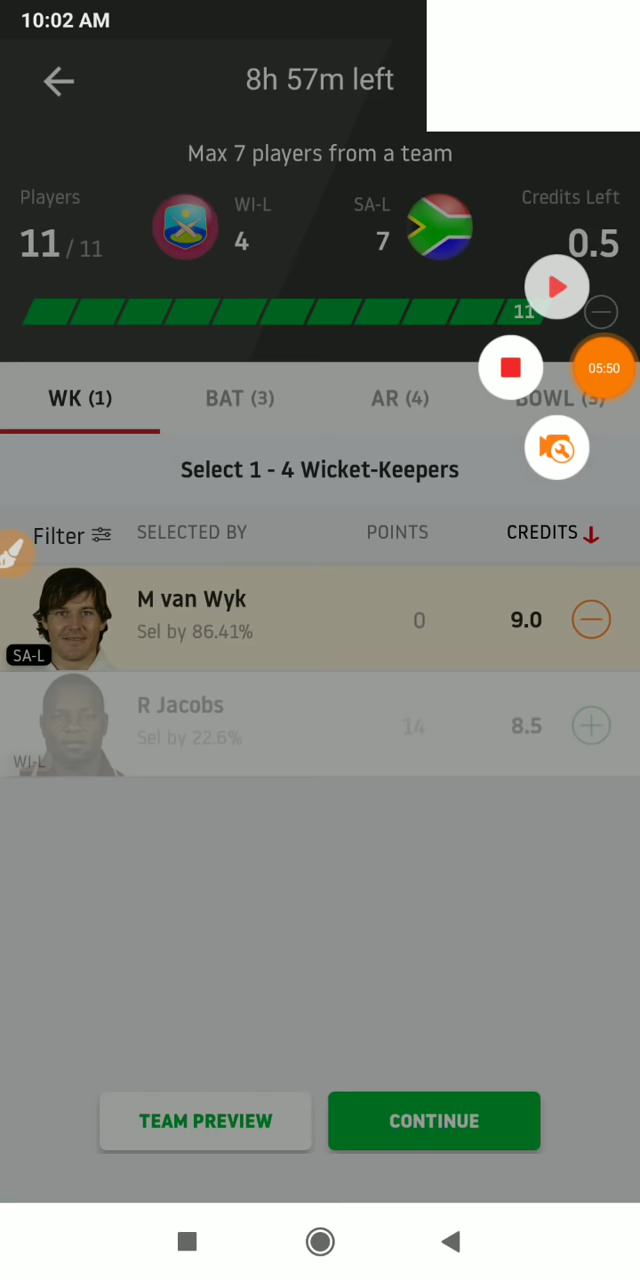 10:02 AM
8h 57m left
Max 7 players from a team
Players
WI-L
SA-L
Credits Left
11 / 11
4
7
0.5
11
05:50
WK (1)
BAT (3)
AR (4)
BOWL (3)
Select 1 - 4 Wicket-Keepers
Filter
SELECTED BY
POINTS
CREDITS
M van Wyk
Sel by 86.41%
0
9.0
SA-L
R Jacobs
Sel by 22.6%
14
8.5
WI-L
TEAM PREVIEW
CONTINUE